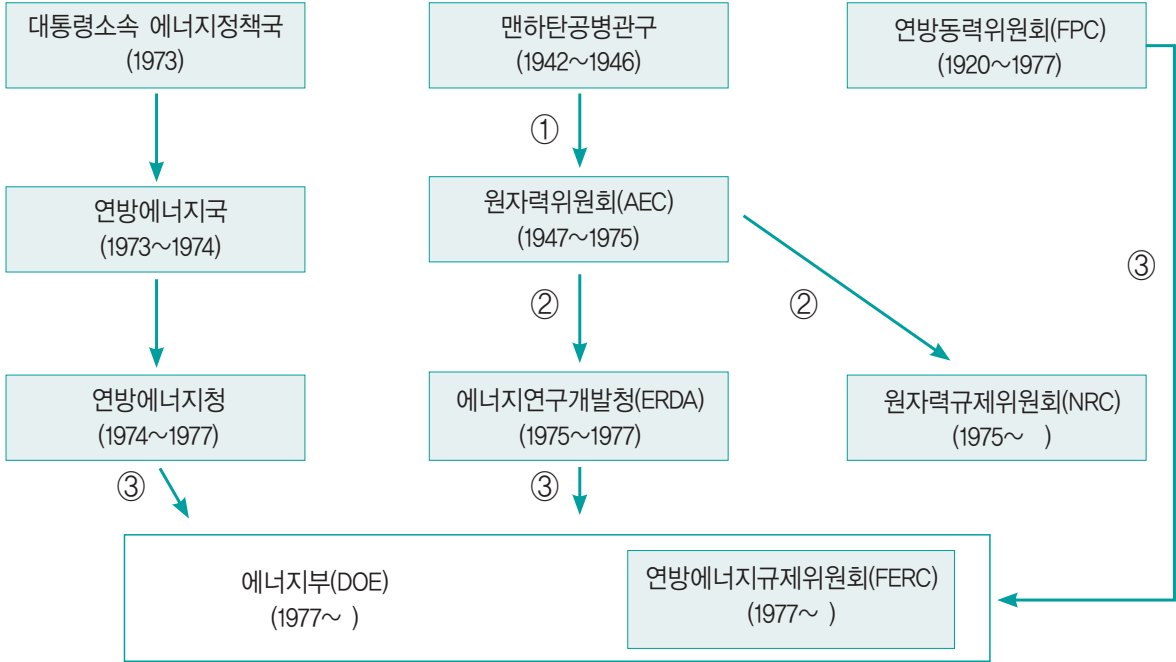 대통령소속 에너지정책국
(1973)
맨하탄공병관구
(1942～1946)
연방동력위원회(FPC)
(1920～1977)
①
연방에너지국
(1973～1974)
원자력위원회(AEC)
(1947～1975)
③
②
②
연방에너지청
(1974～1977)
에너지연구개발청(ERDA)
(1975～1977)
원자력규제위원회(NRC)
(1975～ )
③
③
에너지부(DOE)
(1977～ )
연방에너지규제위원회(FERC)
(1977～ )